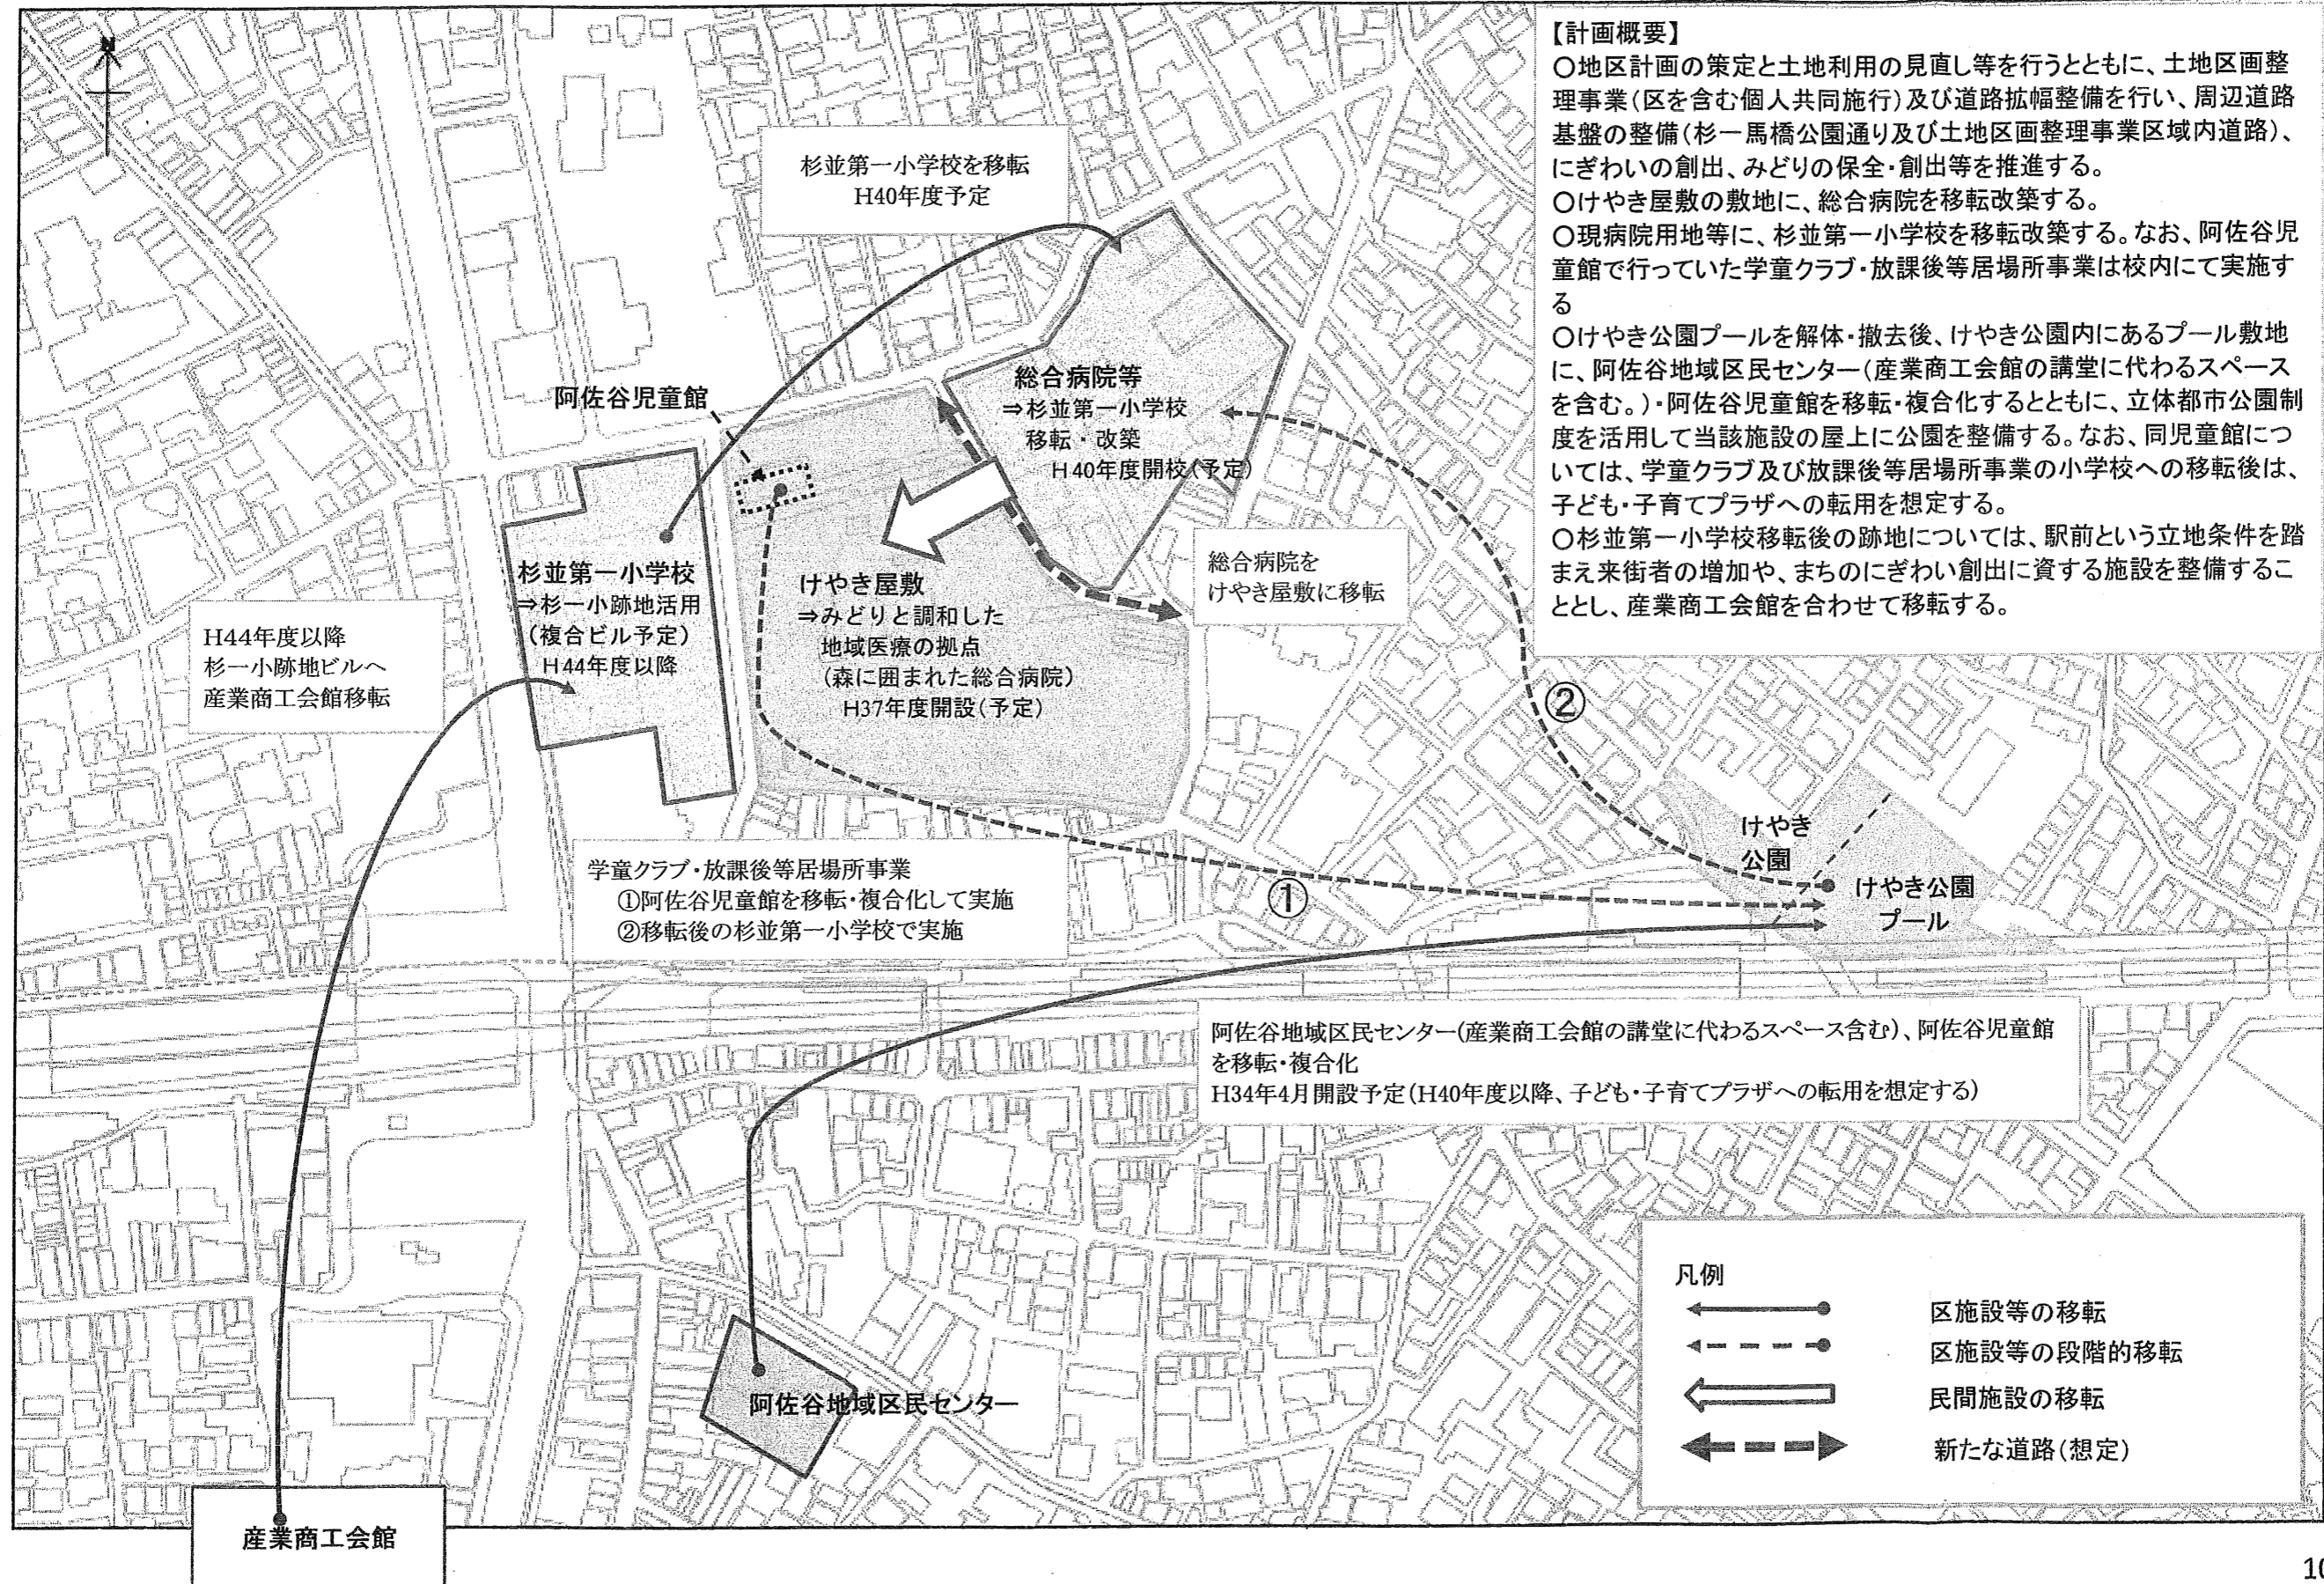 【計画概要】
○地区計画の策定と土地利用の見直し等を行うとともに、土地区画整
理事業(区を含む個人共同施行)及び道路拡幅整備を行い、周辺道路
基盤の整備(杉一馬橋公園通り及び土地区画整理事業区域内道路)、
にぎわいの創出、みどりの保全・創出等を推進する。
○けやき屋敷の敷地に、総合病院を移転改築する。
○現病院用地等に、杉並第一小学校を移転改築する。なお、阿佐谷児
童館で行っていた学童クラブ・放課後等居場所事業は校内にて実施す
る
○けやき公園プールを解体・撤去後、けやき公園内にあるプール敷地
に、阿佐谷地域区民センター(産業商工会館の講堂に代わるスペース
を含む。)・阿佐谷児童館を移転・複合化するとともに、立体都市公園制
度を活用して当該施設の屋上に公園を整備する。なお、同児童館につ
いては、学童クラブ及び放課後等居場所事業の小学校への移転後は、
子ども・子育てプラザへの転用を想定する。
○杉並第一小学校移転後の跡地については、駅前という立地条件を踏
まえ来街者の増加や、まちのにぎわい創出に資する施設を整備するこ
ととし、産業商工会館を合わせて移転する。
杉並第一小学校を移転
H40年度予定
阿佐谷児童館
総合病院等
⇒杉並第一小学校
移転・改築
H40年度開校(予定)
杉並第一小学校
⇒杉一小跡地活用
(複合ビル予定)
H44年度以降
けやき屋敷
⇒みどりと調和した
地域医療の拠点
(森に囲まれた総合病院)
H37年度開設(予定)
総合病院を
けやき屋敷に移転
H44年度以降
杉一小跡地ビルへ
産業商工会館移転
②
けやき
公園
けやき公園
プール
学童クラブ・放課後等居場所事業
①阿佐谷児童館を移転・複合化して実施
②移転後の杉並第一小学校で実施
①
阿佐谷地域区民センター(産業商工会館の講堂に代わるスペース含む)、阿佐谷児童館
を移転・複合化
H34年4月開設予定(H40年度以降、子ども・子育てプラザへの転用を想定する)
阿佐谷地域区民センター
産業商工会館
凡例
区施設等の移転
区施設等の段階的移転
民間施設の移転
新たな道路(想定)